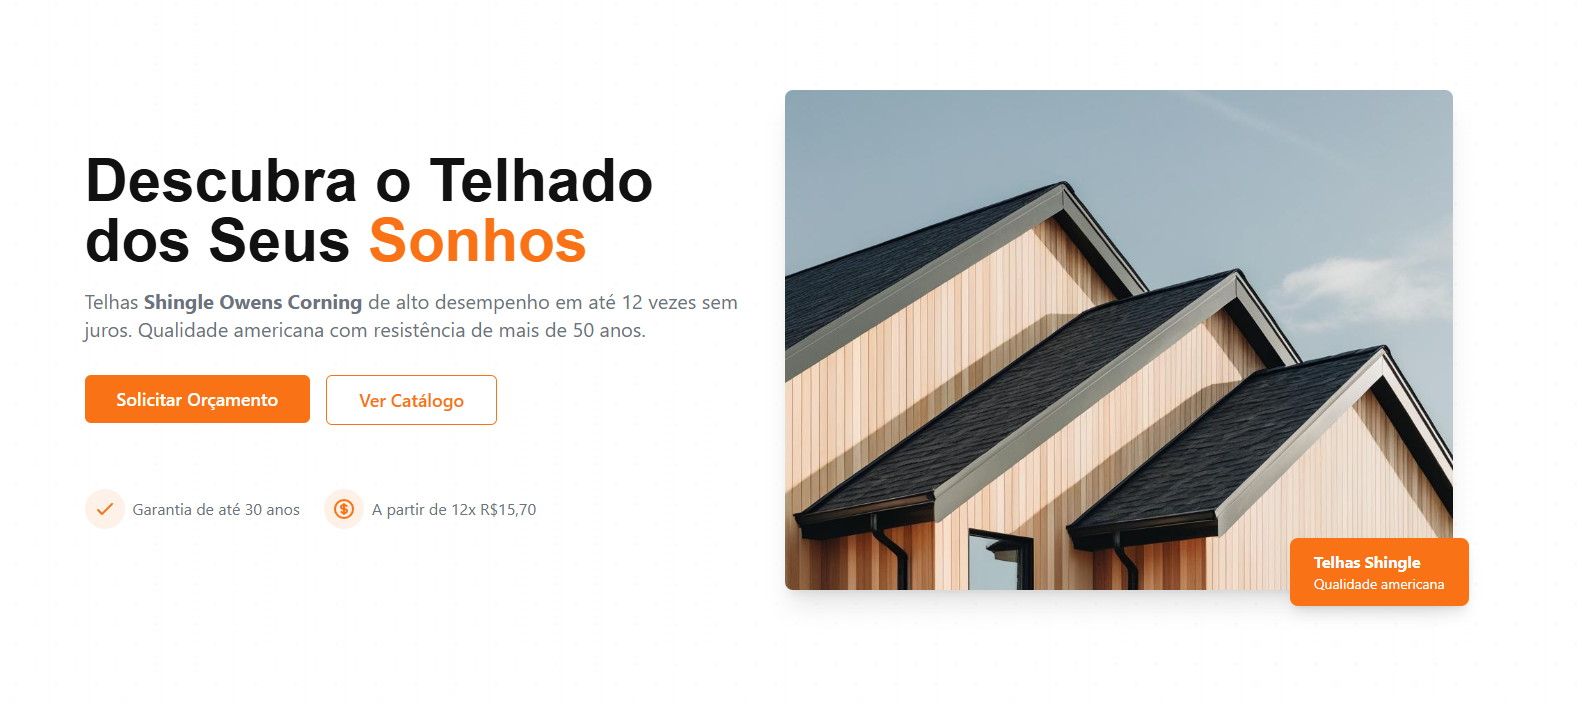 Descubra o Telhado
dos Seus Sonhos
Telhas Shingle Owens Corning de alto desempenho em até 12 vezes sem
juros. Qualidade americana com resistência de mais de 50 anos.
Solicitar Orçamento
Ver Catálogo
Garantia de até 30 anos
A partir de 12x R$15,70
Telhas Shingle
Qualidade americana